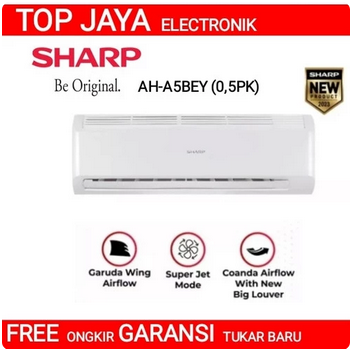 TOP JAYA ELECTRONIK
SHARP
Be Original.
AH-A5BEY (0,5PK)
SHARP
NEW
PRODUCT
SHARP
Garuda Wing
Airflow
Super Jet
Mode
Coanda Airflow
With New
Big Louver
FREE ONGKIR GARANSI TUKAR BARU